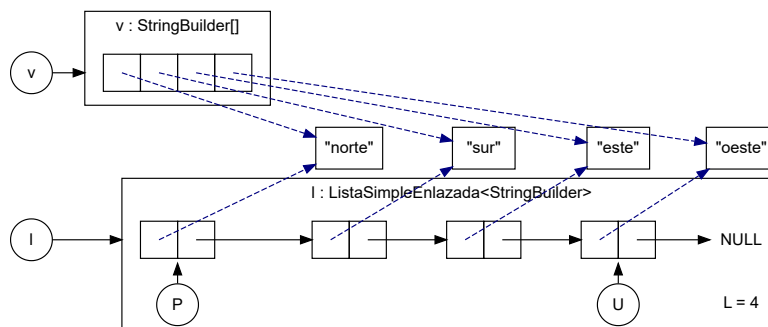 v : StringBuilder[]
v
"norte"
"sur"
"este"
"oeste"
l : ListaSimpleEnlazada<StringBuilder>
l
NULL
P
U
L = 4